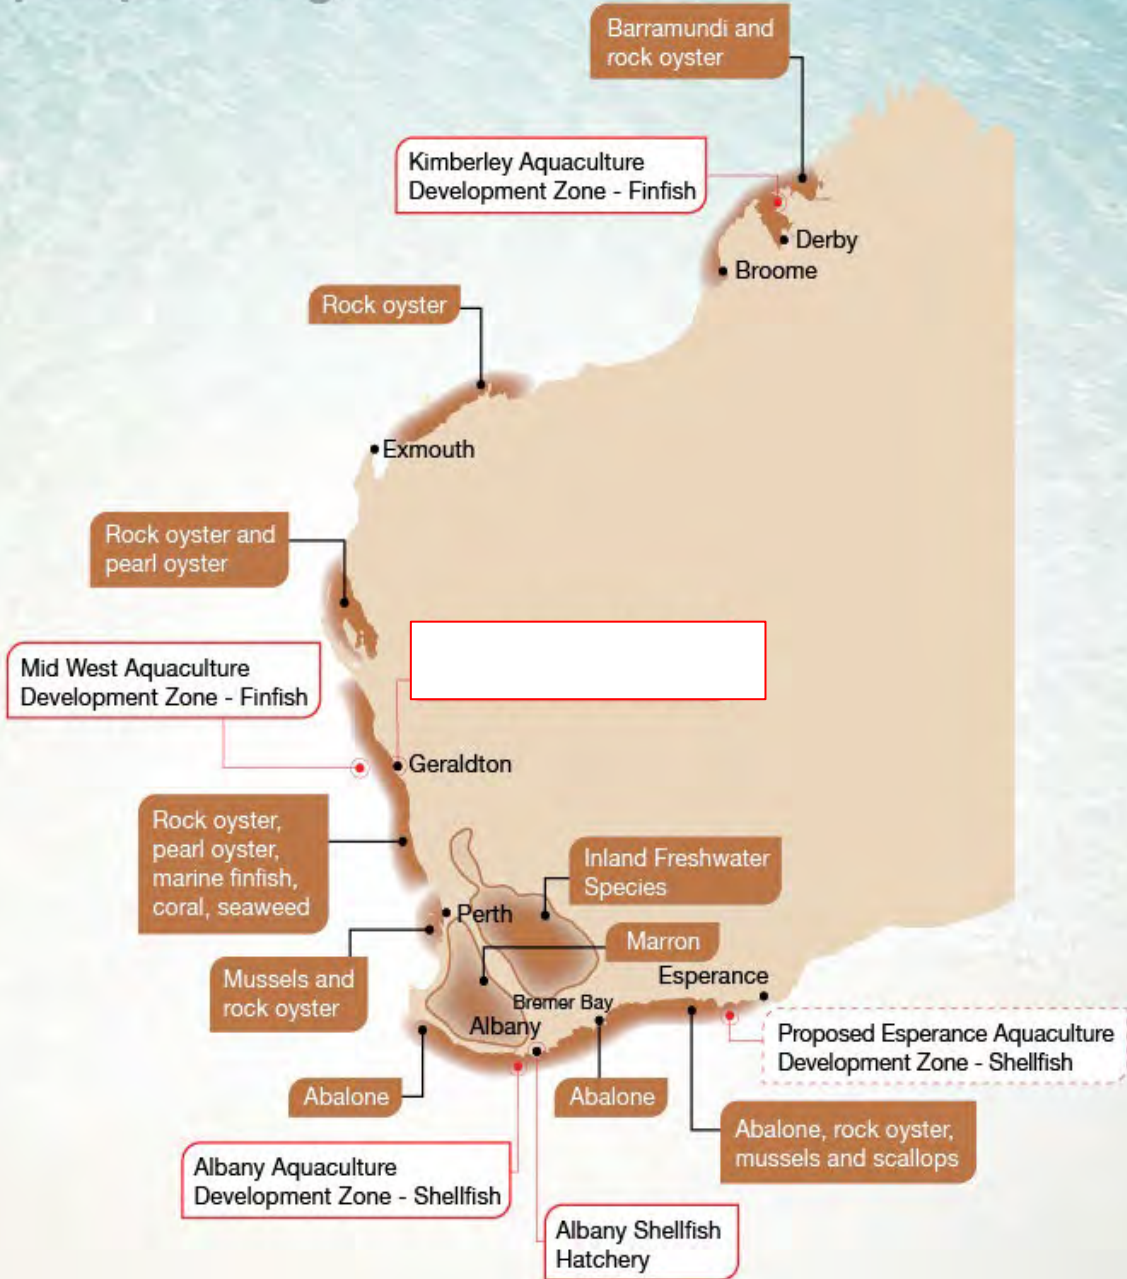 Barramundi and
rock oyster
Kimberley Aquaculture
Development Zone - Finfish
Derby
Broome
Rock oyster
Exmouth
Rock oyster and
pearl oyster
Mid West Aquaculture
Development Zone - Finfish
Geraldton
Rock oyster,
pearl oyster,
marine finfish,
coral, seaweed
Inland Freshwater
Species
Perth
Marron
Mussels and
rock oyster
Esperance
Bremer Bay
Albany
Proposed Esperance Aquaculture
Development Zone - Shellfish
Abalone
Abalone
Abalone, rock oyster,
mussels and scallops
Albany Aquaculture
Development Zone - Shellfish
Albany Shellfish
Hatchery